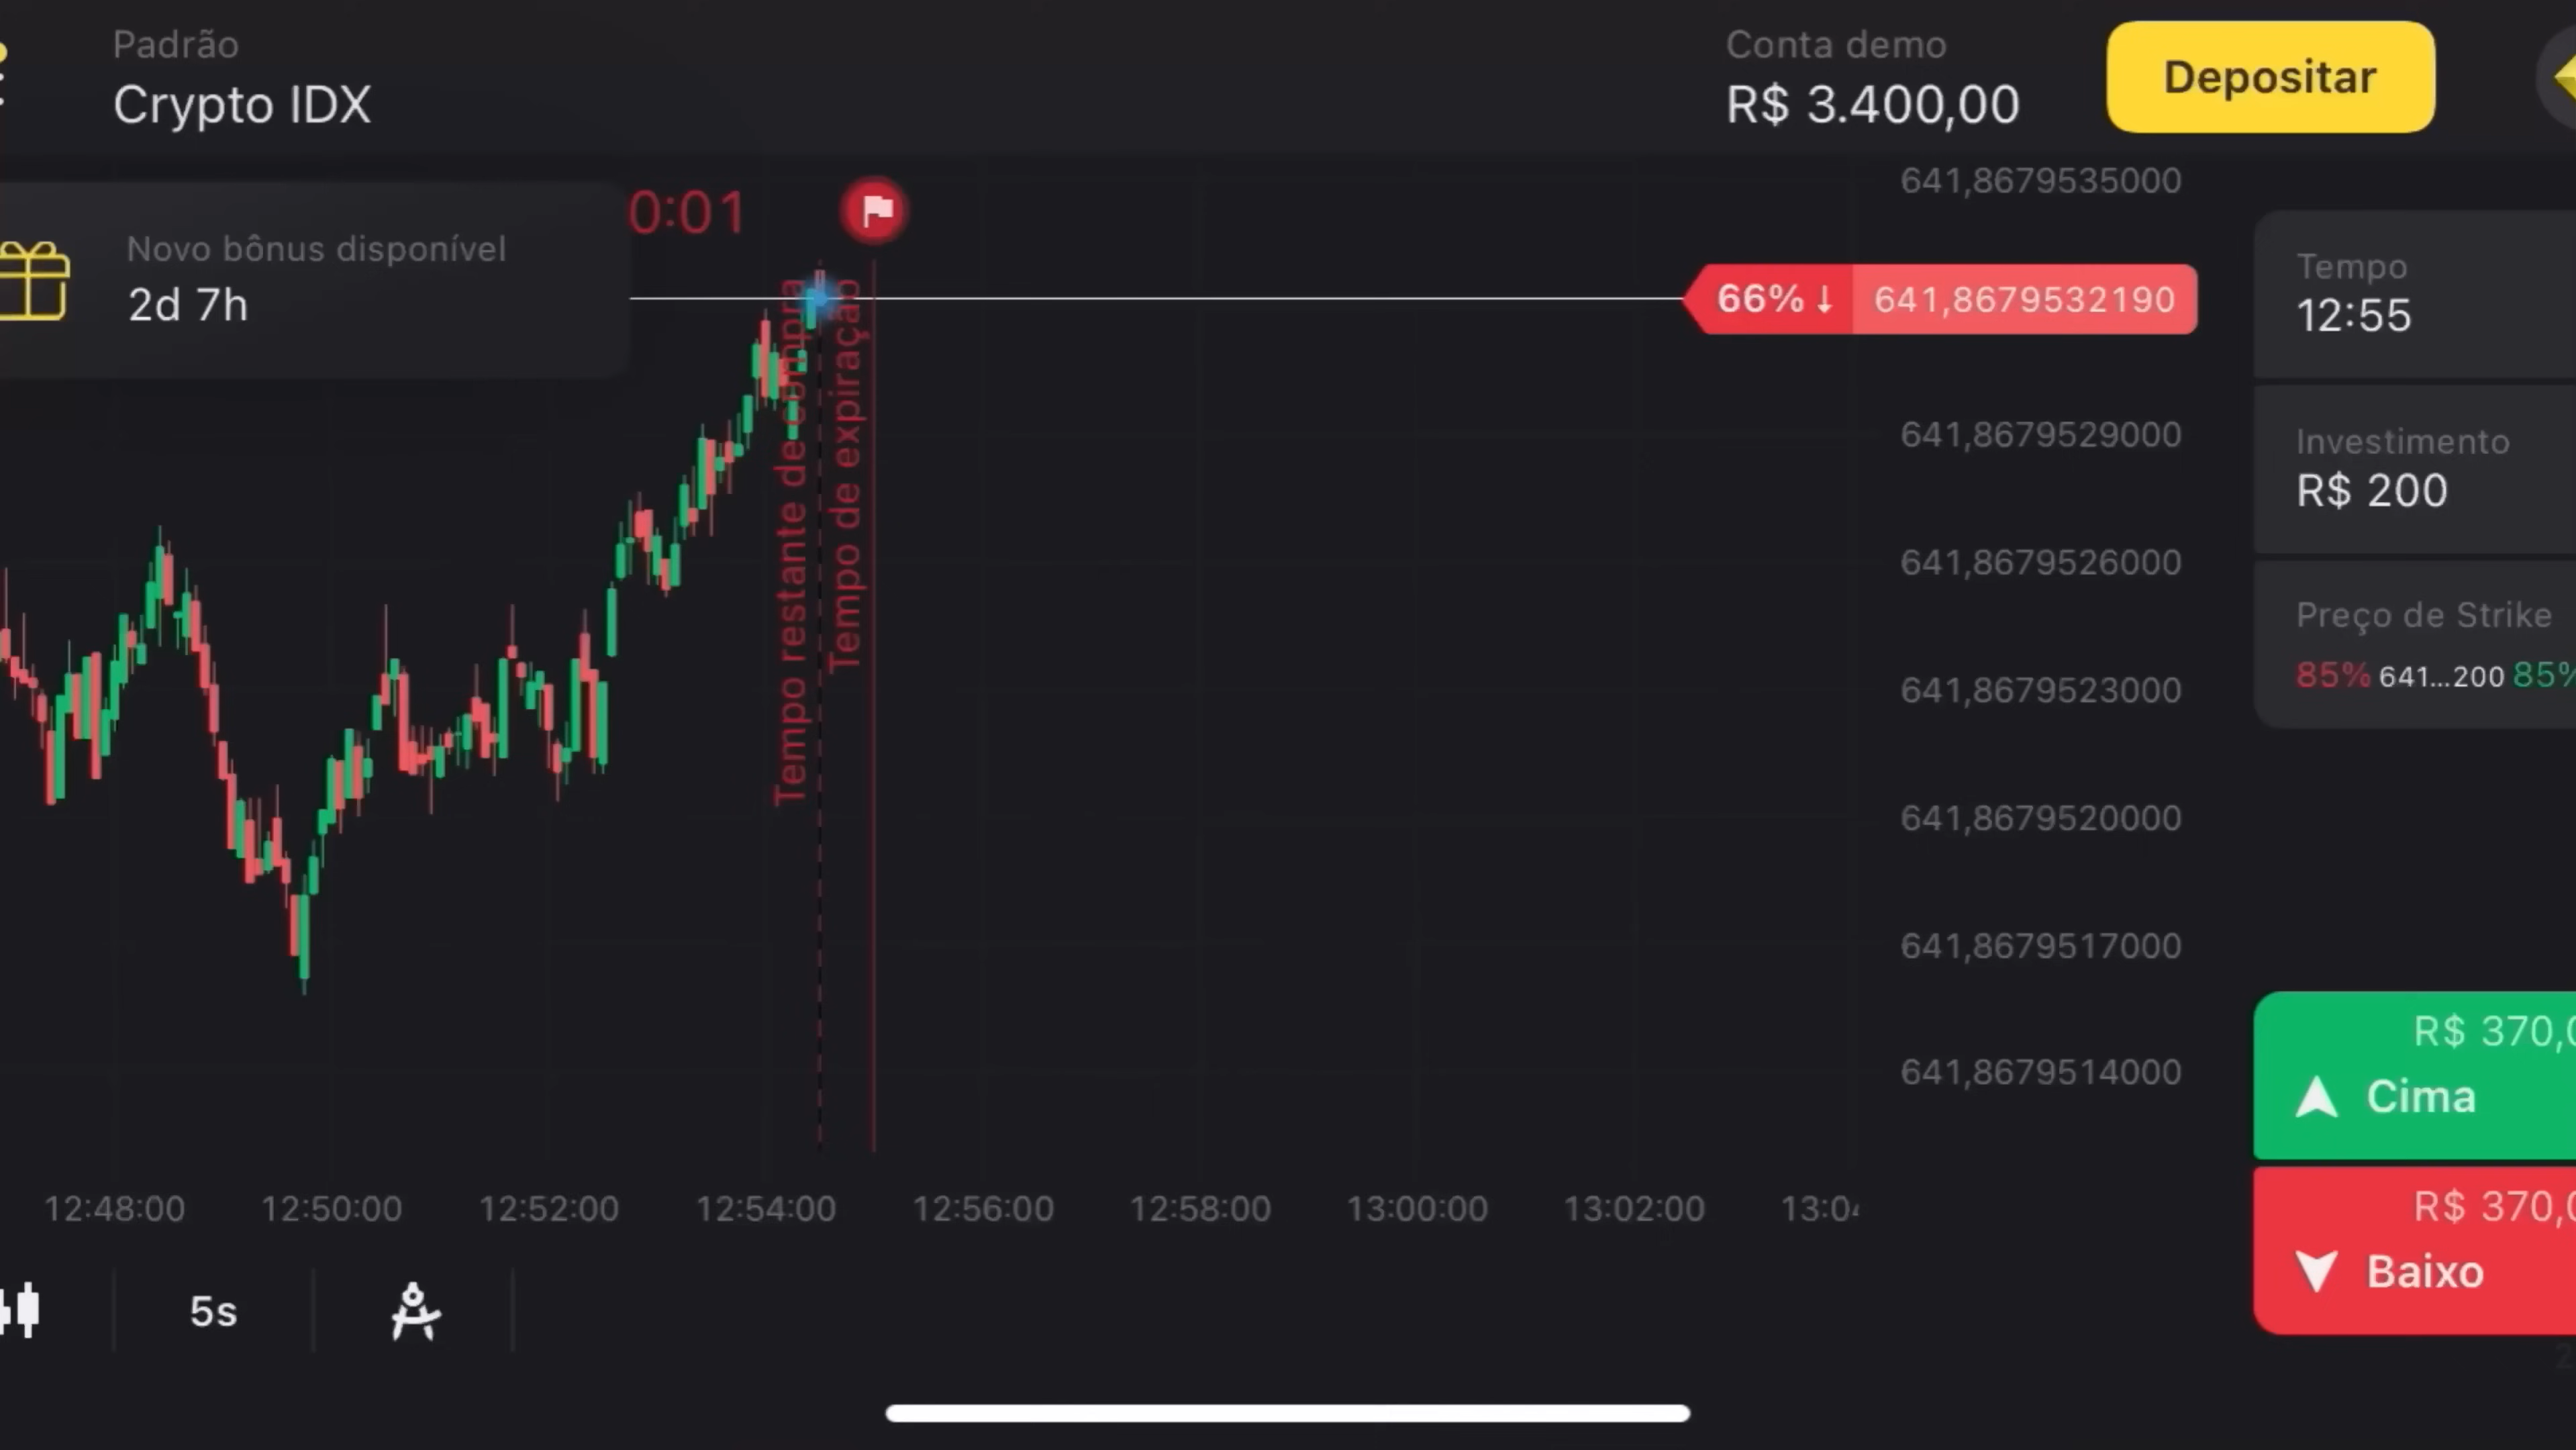 Padrão
Crypto IDX
Conta demo
R$ 3.400,00
Depositar
Novo bônus disponível
2d 7h
0:01
Tempo restante de compra
Tempo de expiração
641,8679535000
66% ↓ 641,8679532190
641,8679529000
641,8679526000
641,8679523000
641,8679520000
641,8679517000
641,8679514000
Tempo
12:55
Investimento
R$ 200
Preço de Strike
85% 641...200 85%
R$ 370,0
Cima
R$ 370,0
Baixo
12:48:00 12:50:00 12:52:00 12:54:00 12:56:00 12:58:00 13:00:00 13:02:00 13:04
5s